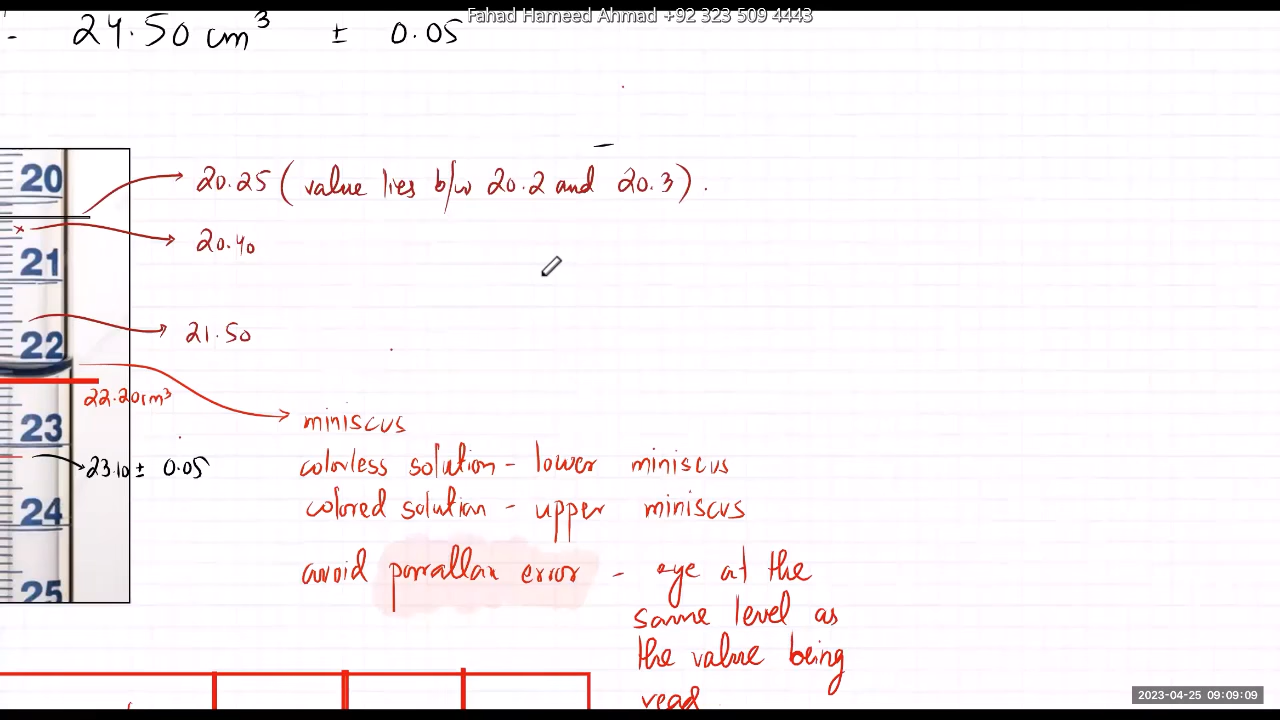 Fahad Hameed Ahmad +92 323 509 4443
- 24.50 cm³ ± 0.05
20
20.25 (value lies b/w 20.2 and 20.3).
20.40
21
21.50
22
22.20cm³
miniscus
23
colorless solution - lower miniscus
23.10 ± 0.05
24
colored solution - upper miniscus
avoid parrallax error - eye at the
25
same level as
the value being
read
2023-04-25 09:09:09